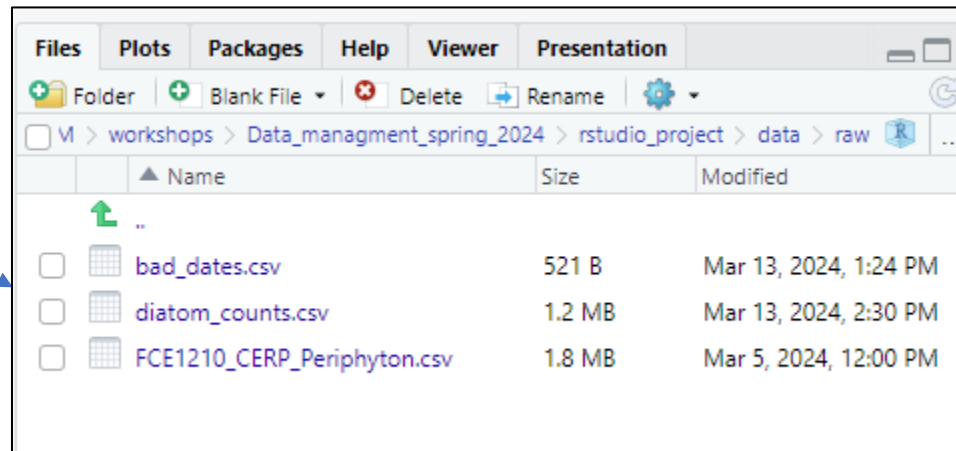 Files Plots Packages Help Viewer Presentation
Folder Blank File Delete Rename
> workshops > Data_managment_spring_2024 > rstudio_project > data > raw R ...
Name Size Modified
..
bad_dates.csv 521 B Mar 13, 2024, 1:24 PM
diatom_counts.csv 1.2 MB Mar 13, 2024, 2:30 PM
FCE1210_CERP_Periphyton.csv 1.8 MB Mar 5, 2024, 12:00 PM